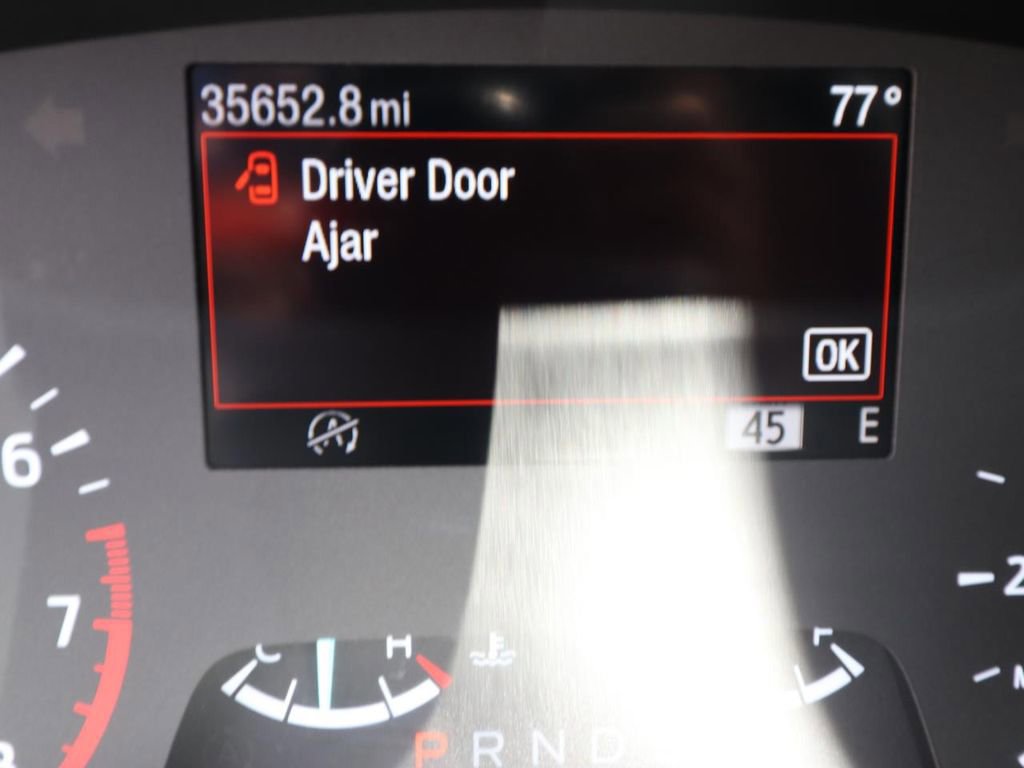 35652.8 mi 77°
Driver Door
Ajar
OK
A 45 E
6
7
C H F
P R N D